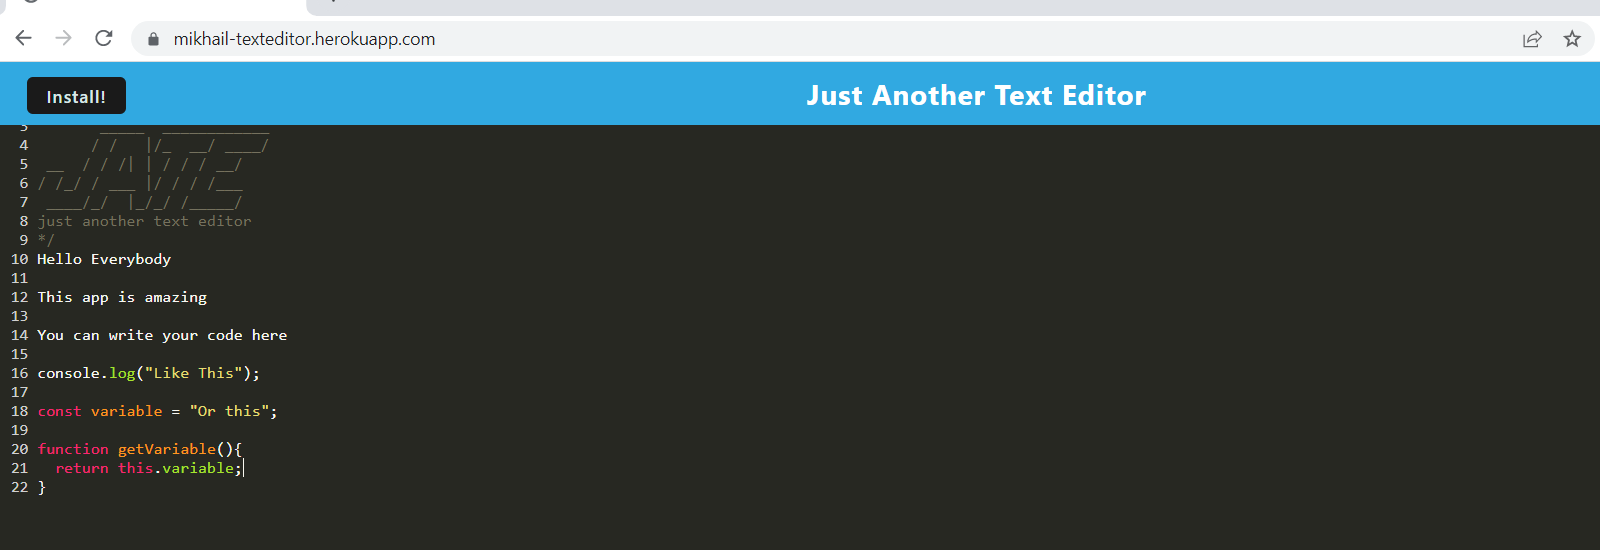 mikhail-texteditor.herokuapp.com
Install!
Just Another Text Editor
3       _____  ____________
4       / /   |/_  __/ ____/
5  __  / / /| | / / / __/
6 / /_/ / ___ |/ / / /___
7  ____/_/  |_/_/ /_____/
8 just another text editor
9 */
10 Hello Everybody
11
12 This app is amazing
13
14 You can write your code here
15
16 console.log("Like This");
17
18 const variable = "Or this";
19
20 function getVariable(){
21   return this.variable;
22 }